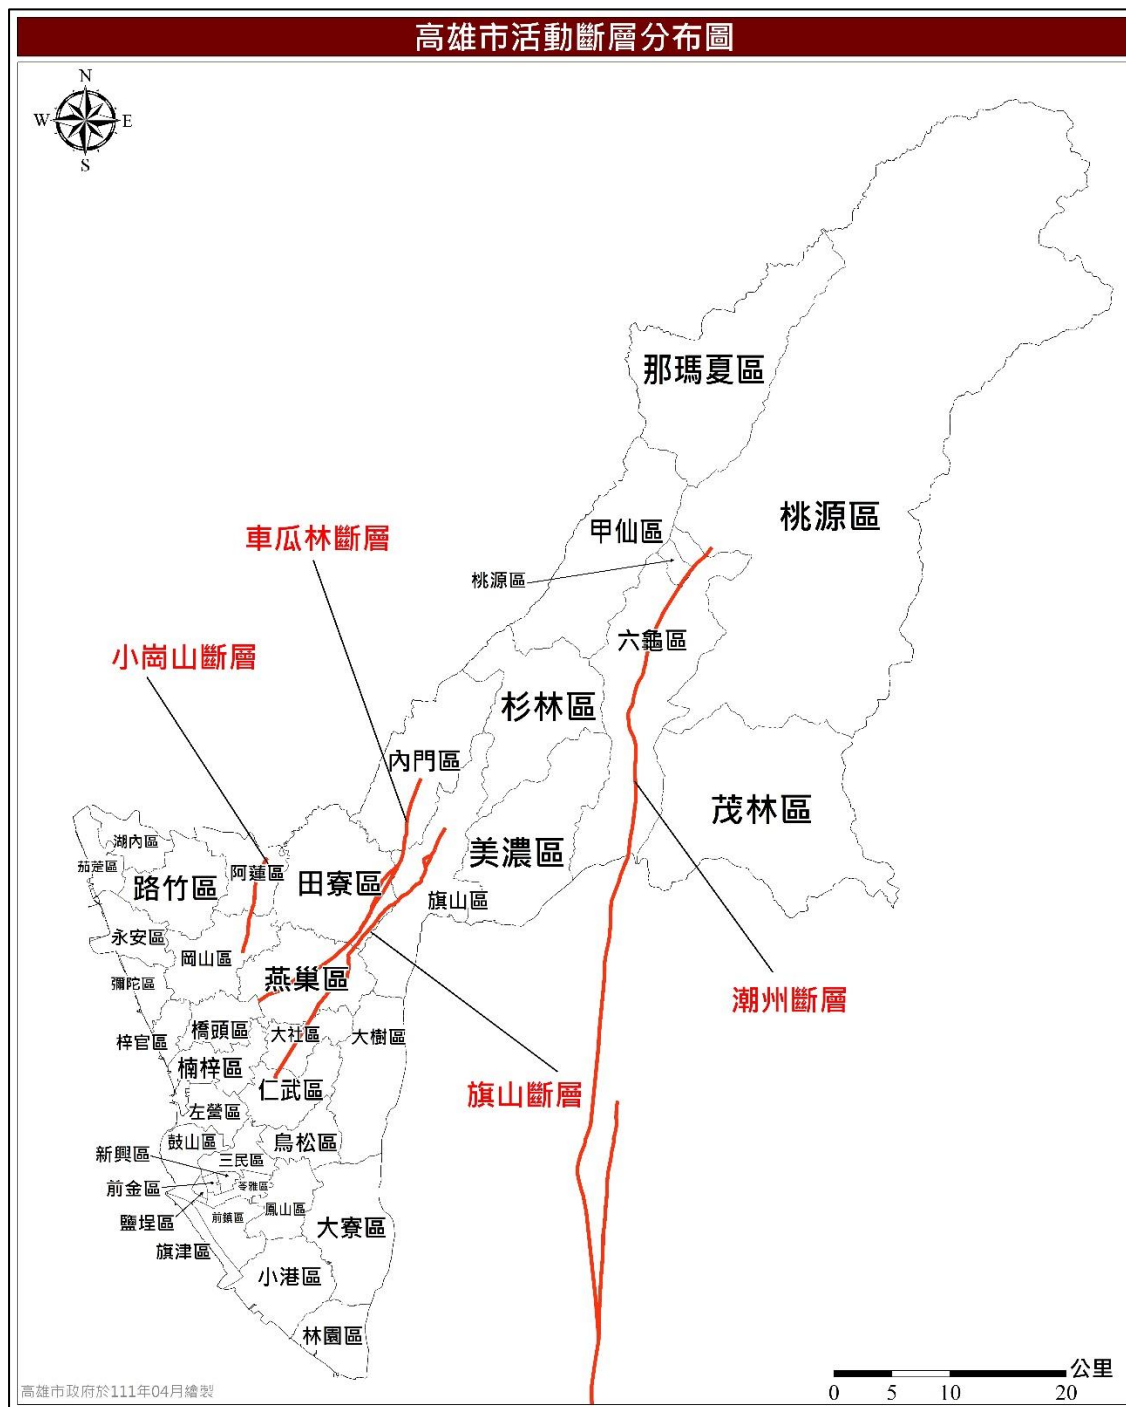 高雄市活動斷層分布圖
N
W
E
S
那瑪夏區
桃源區
甲仙區
車瓜林斷層
桃源區
六龜區
小崗山斷層
杉林區
內門區
茂林區
湖內區
美濃區
茄萣區
阿蓮區
路竹區
田寮區
旗山區
永安區
岡山區
燕巢區
彌陀區
潮州斷層
橋頭區
大社區
大樹區
梓官區
楠梓區
仁武區
旗山斷層
左營區
鼓山區
鳥松區
新興區
三民區
前金區
苓雅區
鹽埕區
前鎮區
鳳山區
大寮區
旗津區
小港區
林園區
公里
0 5 10 20
高雄市政府於111年04月繪製